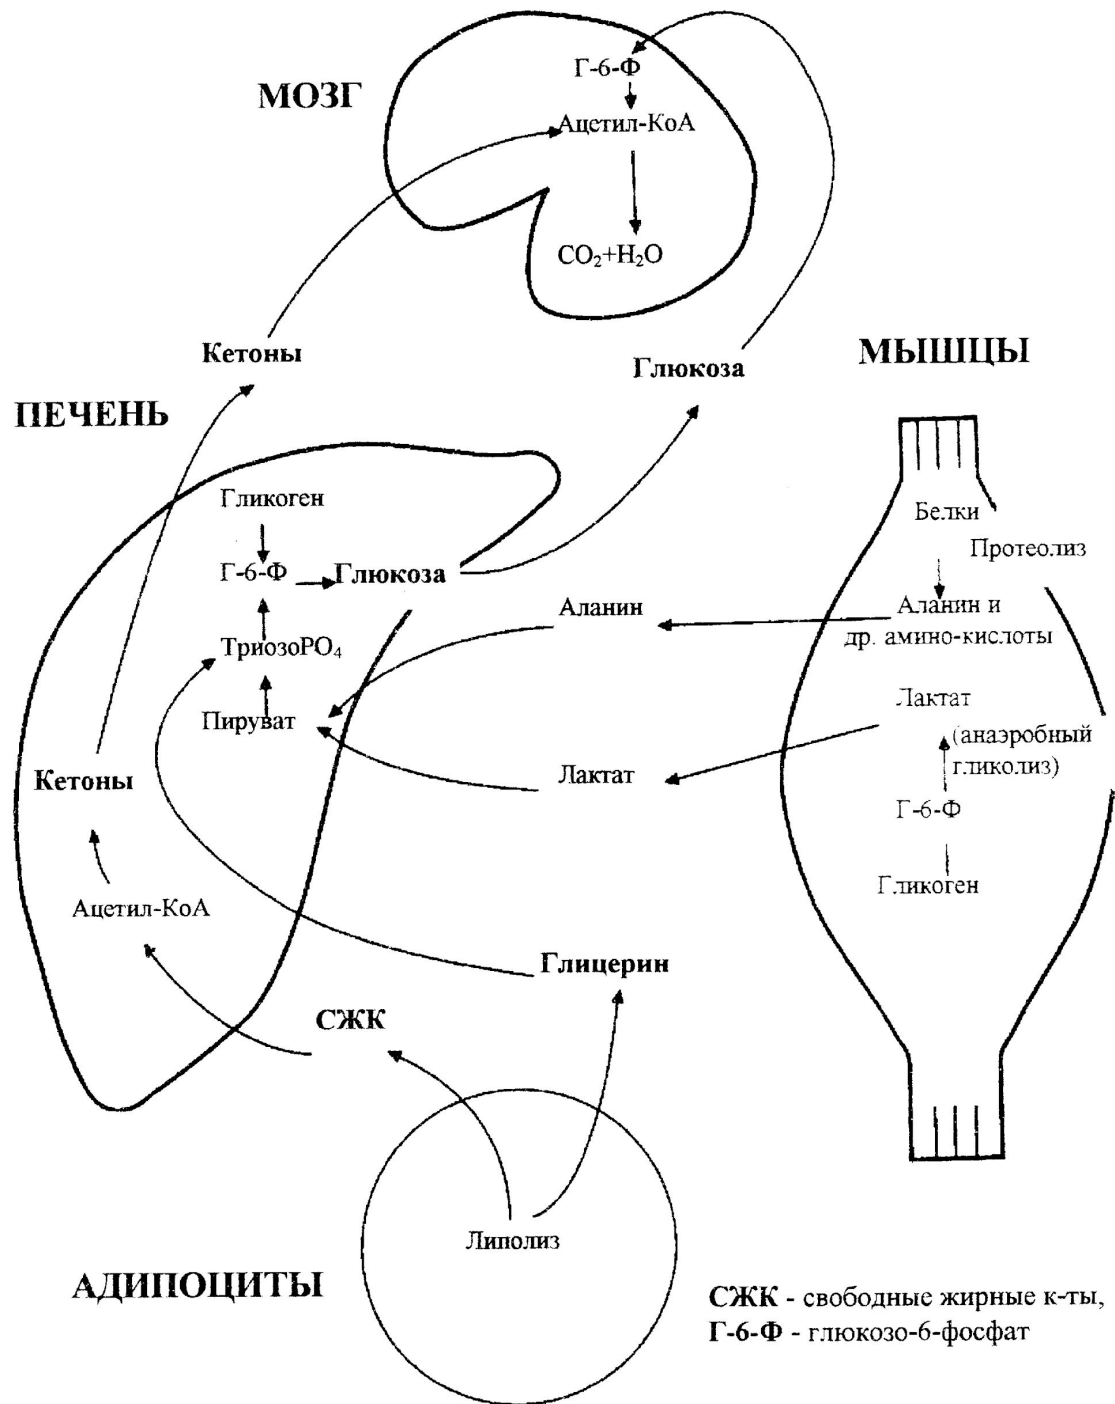 МОЗГ
Г-6-Ф
Ацетил-КоА
CO₂+H₂O
Кетоны
Глюкоза
МЫШЦЫ
ПЕЧЕНЬ
Гликоген
Г-6-Ф
Глюкоза
ТриозоPO₄
Пируват
Кетоны
Ацетил-КоА
Аланин
Лактат
Белки
Протеолиз
Аланин и
др. амино-кислоты
Лактат
(анаэробный
гликолиз)
Г-6-Ф
Гликоген
Глицерин
СЖК
Липолиз
АДИПОЦИТЫ
СЖК - свободные жирные к-ты,
Г-6-Ф - глюкозо-6-фосфат